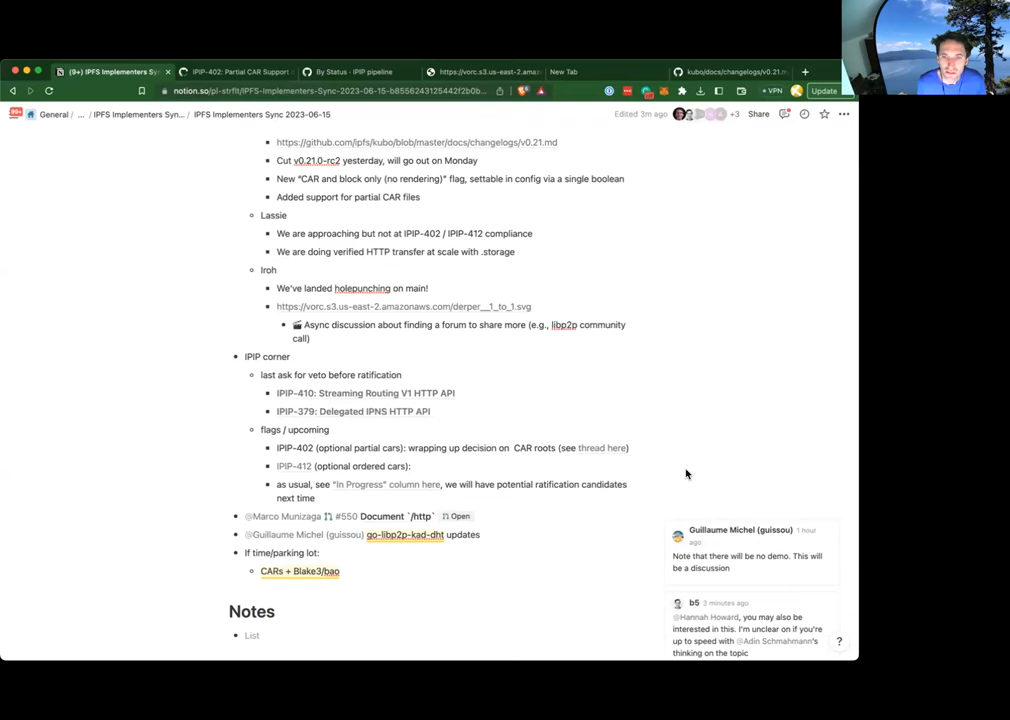 (9+) IPFS Implementers Syn
IPIP-402: Partial CAR Support
By Status · IPIP pipeline
https://vorc.s3.us-east-2.amaz
New Tab
kubo/docs/changelogs/v0.21.m
notion.so/pl-strflt/IPFS-Implementers-Sync-2023-06-15-b8556243125442f2b0b...
VPN
Update
General / ... / IPFS Implementers Syn... / IPFS Implementers Sync 2023-06-15
Edited 3m ago
+3
Share
https://github.com/ipfs/kubo/blob/master/docs/changelogs/v0.21.md
Cut v0.21.0-rc2 yesterday, will go out on Monday
New “CAR and block only (no rendering)” flag, settable in config via a single boolean
Added support for partial CAR files
Lassie
We are approaching but not at IPIP-402 / IPIP-412 compliance
We are doing verified HTTP transfer at scale with .storage
Iroh
We’ve landed holepunching on main!
https://vorc.s3.us-east-2.amazonaws.com/derper__1_to_1.svg
🎬 Async discussion about finding a forum to share more (e.g., libp2p community
call)
IPIP corner
last ask for veto before ratification
IPIP-410: Streaming Routing V1 HTTP API
IPIP-379: Delegated IPNS HTTP API
flags / upcoming
IPIP-402 (optional partial cars): wrapping up decision on CAR roots (see thread here)
IPIP-412 (optional ordered cars):
as usual, see “In Progress” column here, we will have potential ratification candidates
next time
@Marco Munizaga #550 Document `/http` Open
@Guillaume Michel (guissou) go-libp2p-kad-dht updates
If time/parking lot:
CARs + Blake3/bao
Notes
List
Guillaume Michel (guissou) 1 hour
ago
Note that there will be no demo. This will
be a discussion
b5 3 minutes ago
@Hannah Howard, you may also be
interested in this. I'm unclear on if you're
up to speed with @Adin Schmahmann's
thinking on the topic
?